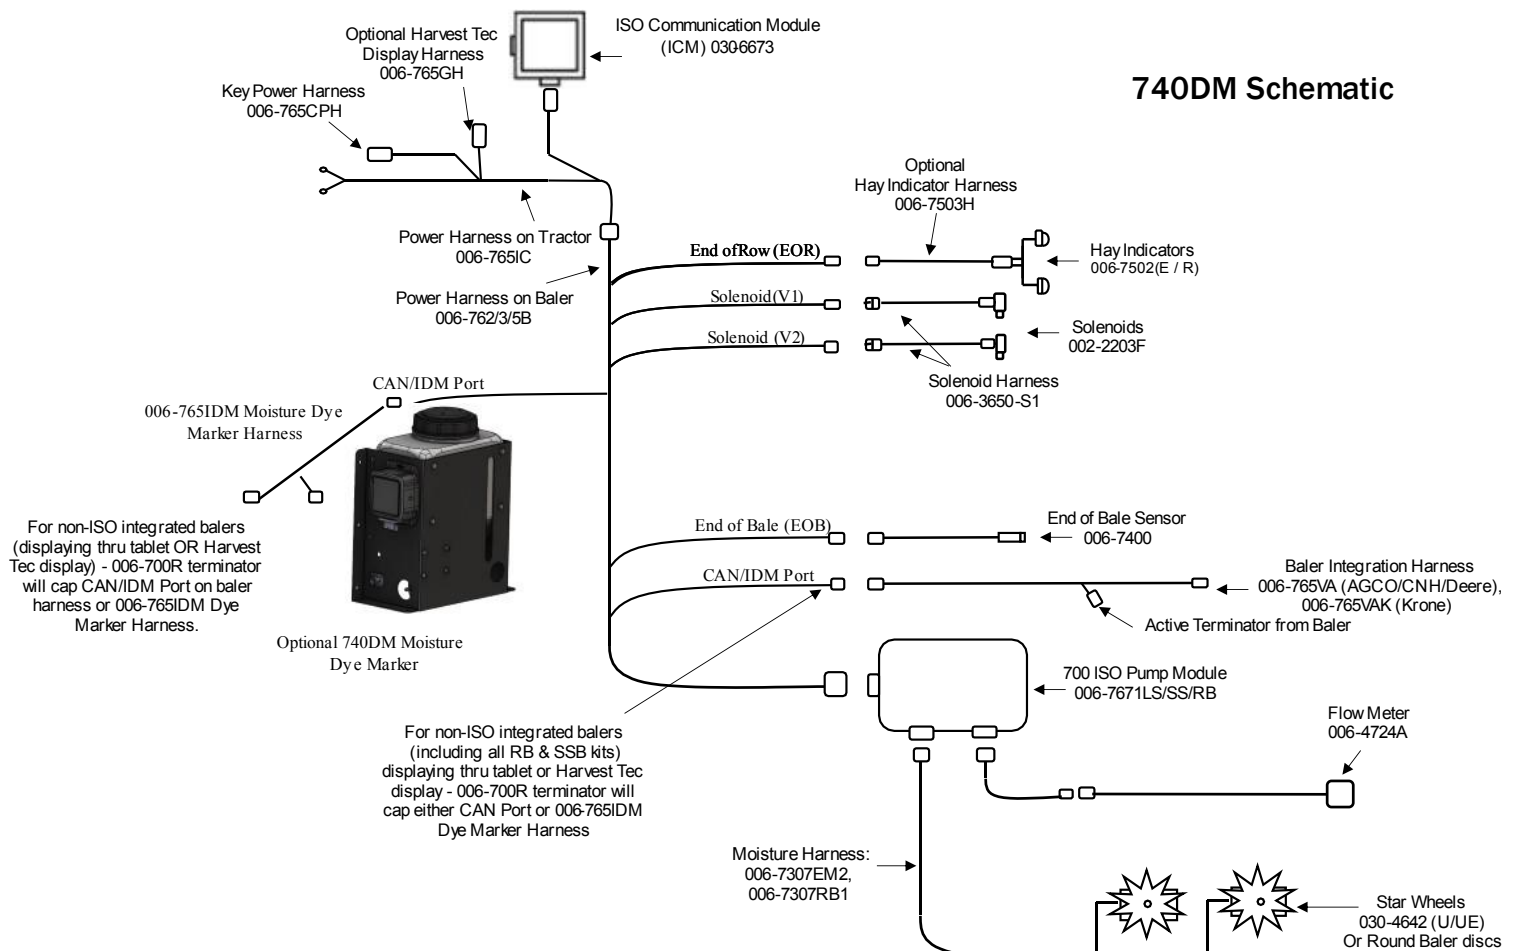 ISO Communication Module
(ICM) 030-6673
Optional Harvest Tec
Display Harness
006-765GH
740DM Schematic
Key Power Harness
006-765CPH
Optional
Hay Indicator Harness
006-7503H
Power Harness on Tractor
006-765IC
End of Row (EOR)
Hay Indicators
006-7502(E / R)
Power Harness on Baler
006-762/3/5B
Solenoid(V1)
Solenoid (V2)
Solenoids
002-2203F
Solenoid Harness
006-3650-S1
CAN/IDM Port
006-765IDM Moisture Dye
Marker Harness
For non-ISO integrated balers
(displaying thru tablet OR Harvest
Tec display) - 006-700R terminator
will cap CAN/IDM Port on baler
harness or 006-765IDM Dye
Marker Harness.
Optional 740DM Moisture
Dye Marker
End of Bale (EOB)
End of Bale Sensor
006-7400
CAN/IDM Port
Baler Integration Harness
006-765VA (AGCO/CNH/Deere),
006-765VAK (Krone)
Active Terminator from Baler
700 ISO Pump Module
006-7671LS/SS/RB
For non-ISO integrated balers
(including all RB & SSB kits)
displaying thru tablet or Harvest Tec
display - 006-700R terminator will
cap either CAN Port or 006-765IDM
Dye Marker Harness
Flow Meter
006-4724A
Moisture Harness:
006-7307EM2,
006-7307RB1
Star Wheels
030-4642 (U/UE)
Or Round Baler discs